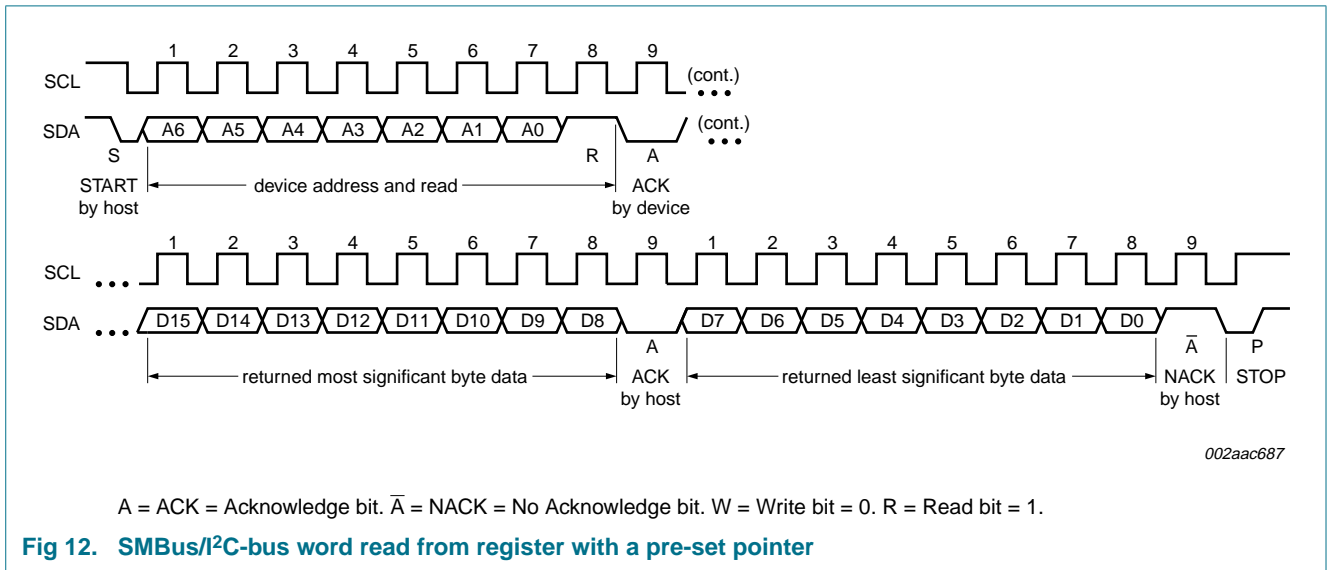 1 2 3 4 5 6 7 8 9
SCL (cont.)
SDA A6 A5 A4 A3 A2 A1 A0 (cont.)
S R A
START device address and read ACK
by host by device
1 2 3 4 5 6 7 8 9 1 2 3 4 5 6 7 8 9
SCL
SDA D15 D14 D13 D12 D11 D10 D9 D8 D7 D6 D5 D4 D3 D2 D1 D0
A A̅ P
returned most significant byte data ACK returned least significant byte data NACK STOP
by host by host
002aac687
A = ACK = Acknowledge bit. A̅ = NACK = No Acknowledge bit. W = Write bit = 0. R = Read bit = 1.
Fig 12. SMBus/I²C-bus word read from register with a pre-set pointer